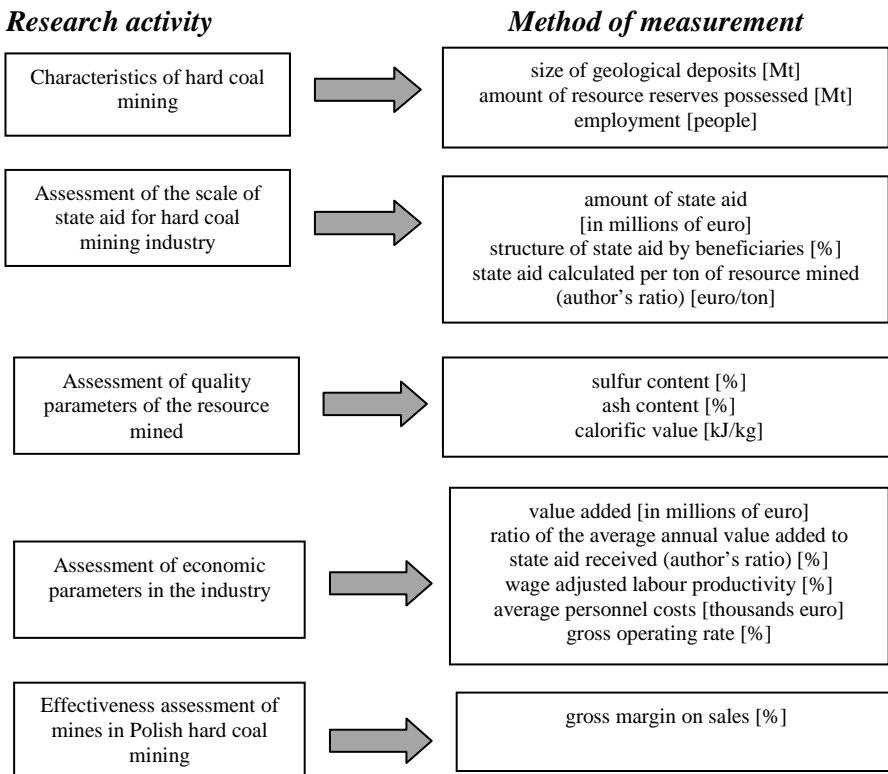 Research activity
Method of measurement
Characteristics of hard coal
mining
size of geological deposits [Mt]
amount of resource reserves possessed [Mt]
employment [people]
Assessment of the scale of
state aid for hard coal
mining industry
amount of state aid
[in millions of euro]
structure of state aid by beneficiaries [%]
state aid calculated per ton of resource mined
(author's ratio) [euro/ton]
Assessment of quality
parameters of the resource
mined
sulfur content [%]
ash content [%]
calorific value [kJ/kg]
Assessment of economic
parameters in the industry
value added [in millions of euro]
ratio of the average annual value added to
state aid received (author's ratio) [%]
wage adjusted labour productivity [%]
average personnel costs [thousands euro]
gross operating rate [%]
Effectiveness assessment of
mines in Polish hard coal
mining
gross margin on sales [%]